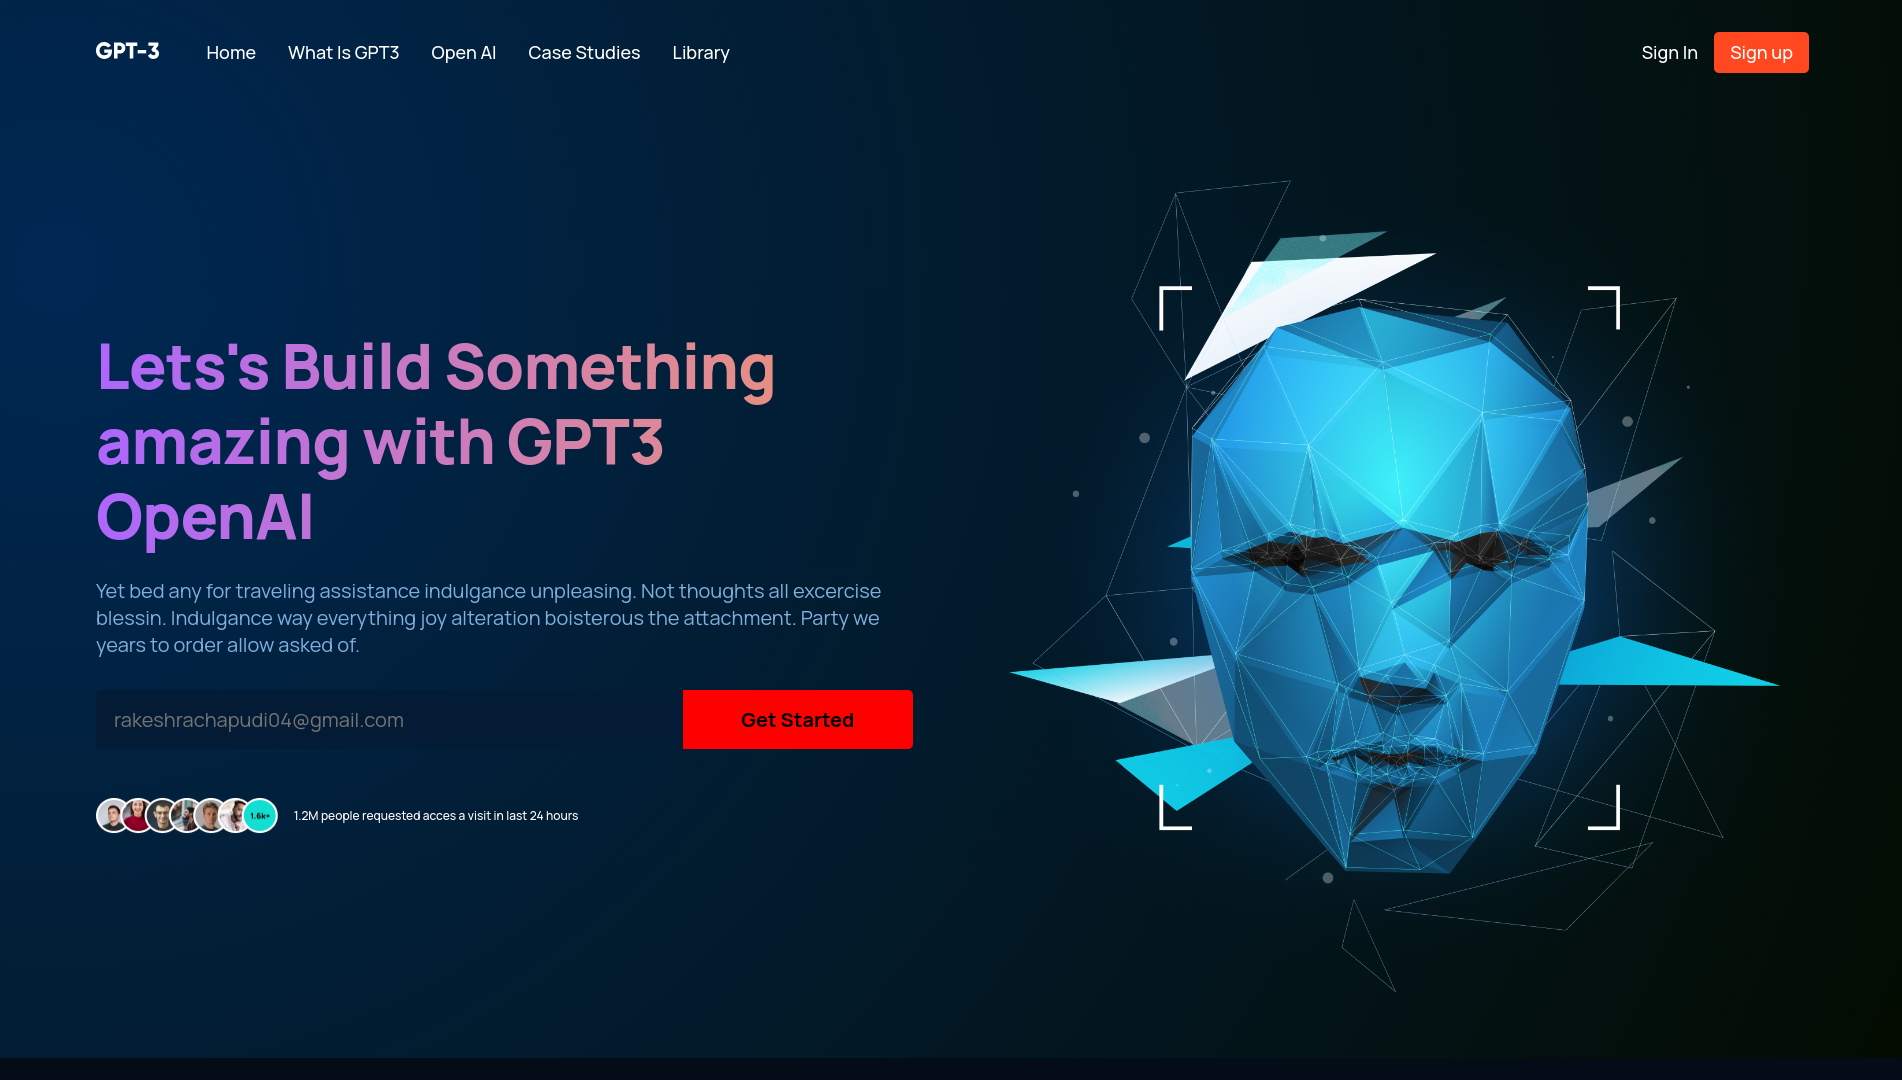 GPT-3 Home What Is GPT3 Open AI Case Studies Library Sign In Sign up
Lets's Build Something
amazing with GPT3
OpenAI
Yet bed any for traveling assistance indulgance unpleasing. Not thoughts all excercise
blessin. Indulgance way everything joy alteration boisterous the attachment. Party we
years to order allow asked of.
rakeshrachapudi04@gmail.com Get Started
1.6k+ 1.2M people requested acces a visit in last 24 hours